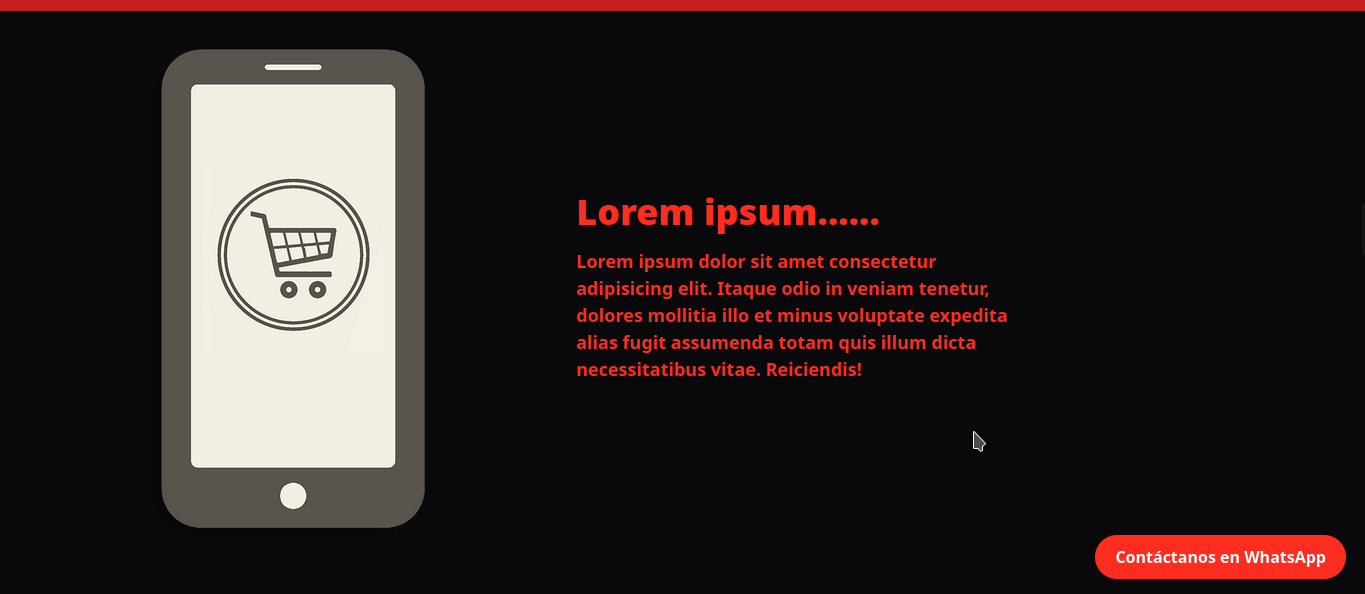 Lorem ipsum......
Lorem ipsum dolor sit amet consectetur
adipisicing elit. Itaque odio in veniam tenetur,
dolores mollitia illo et minus voluptate expedita
alias fugit assumenda totam quis illum dicta
necessitatibus vitae. Reiciendis!
Contáctanos en WhatsApp